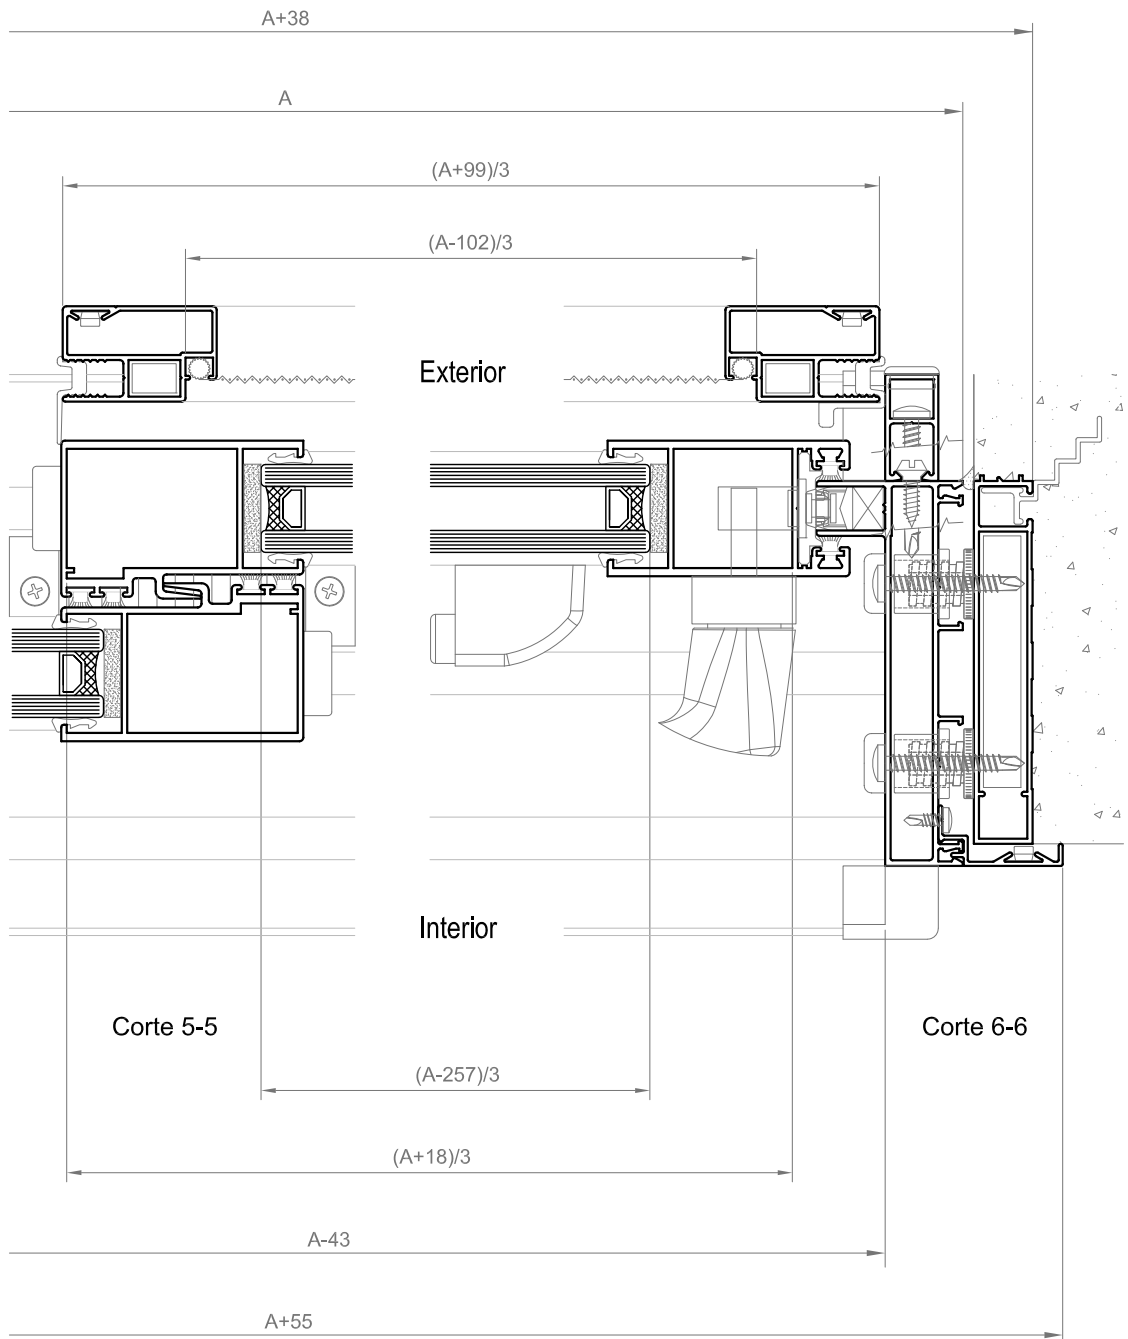 A+38
A
(A+99)/3
(A-102)/3
Exterior
Interior
Corte 5-5
Corte 6-6
(A-257)/3
(A+18)/3
A-43
A+55